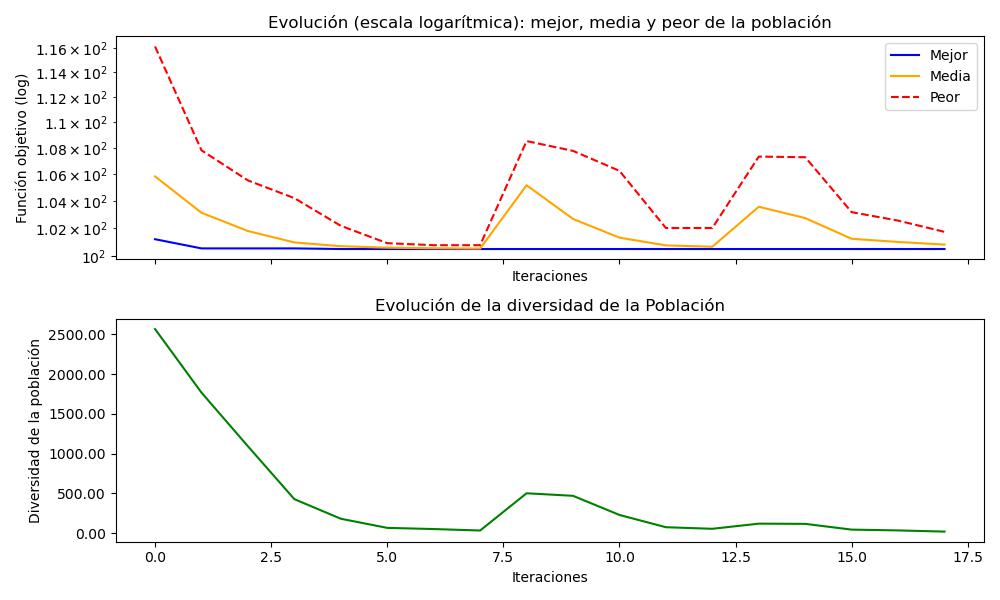 Evolución (escala logarítmica): mejor, media y peor de la población
1.16 × 10²
1.14 × 10²
1.12 × 10²
1.1 × 10²
1.08 × 10²
1.06 × 10²
1.04 × 10²
1.02 × 10²
10²
Función objetivo (log)
Mejor
Media
Peor
Iteraciones
Evolución de la diversidad de la Población
2500.00
2000.00
1500.00
1000.00
500.00
0.00
Diversidad de la población
0.0 2.5 5.0 7.5 10.0 12.5 15.0 17.5
Iteraciones